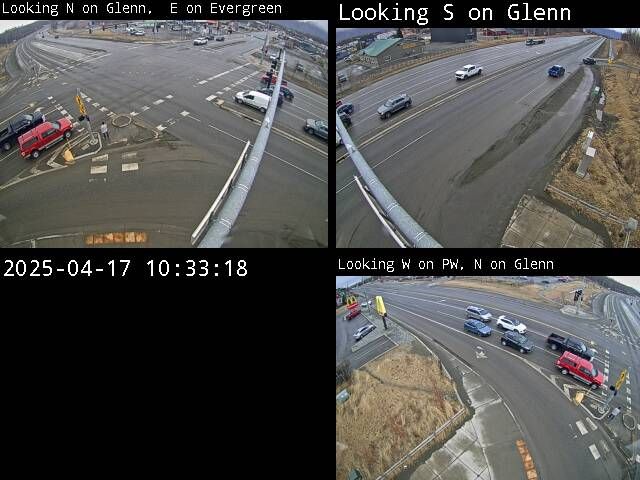 Looking N on Glenn,  E on Evergreen
Looking S on Glenn
2025-04-17 10:33:18
Looking W on PW, N on Glenn